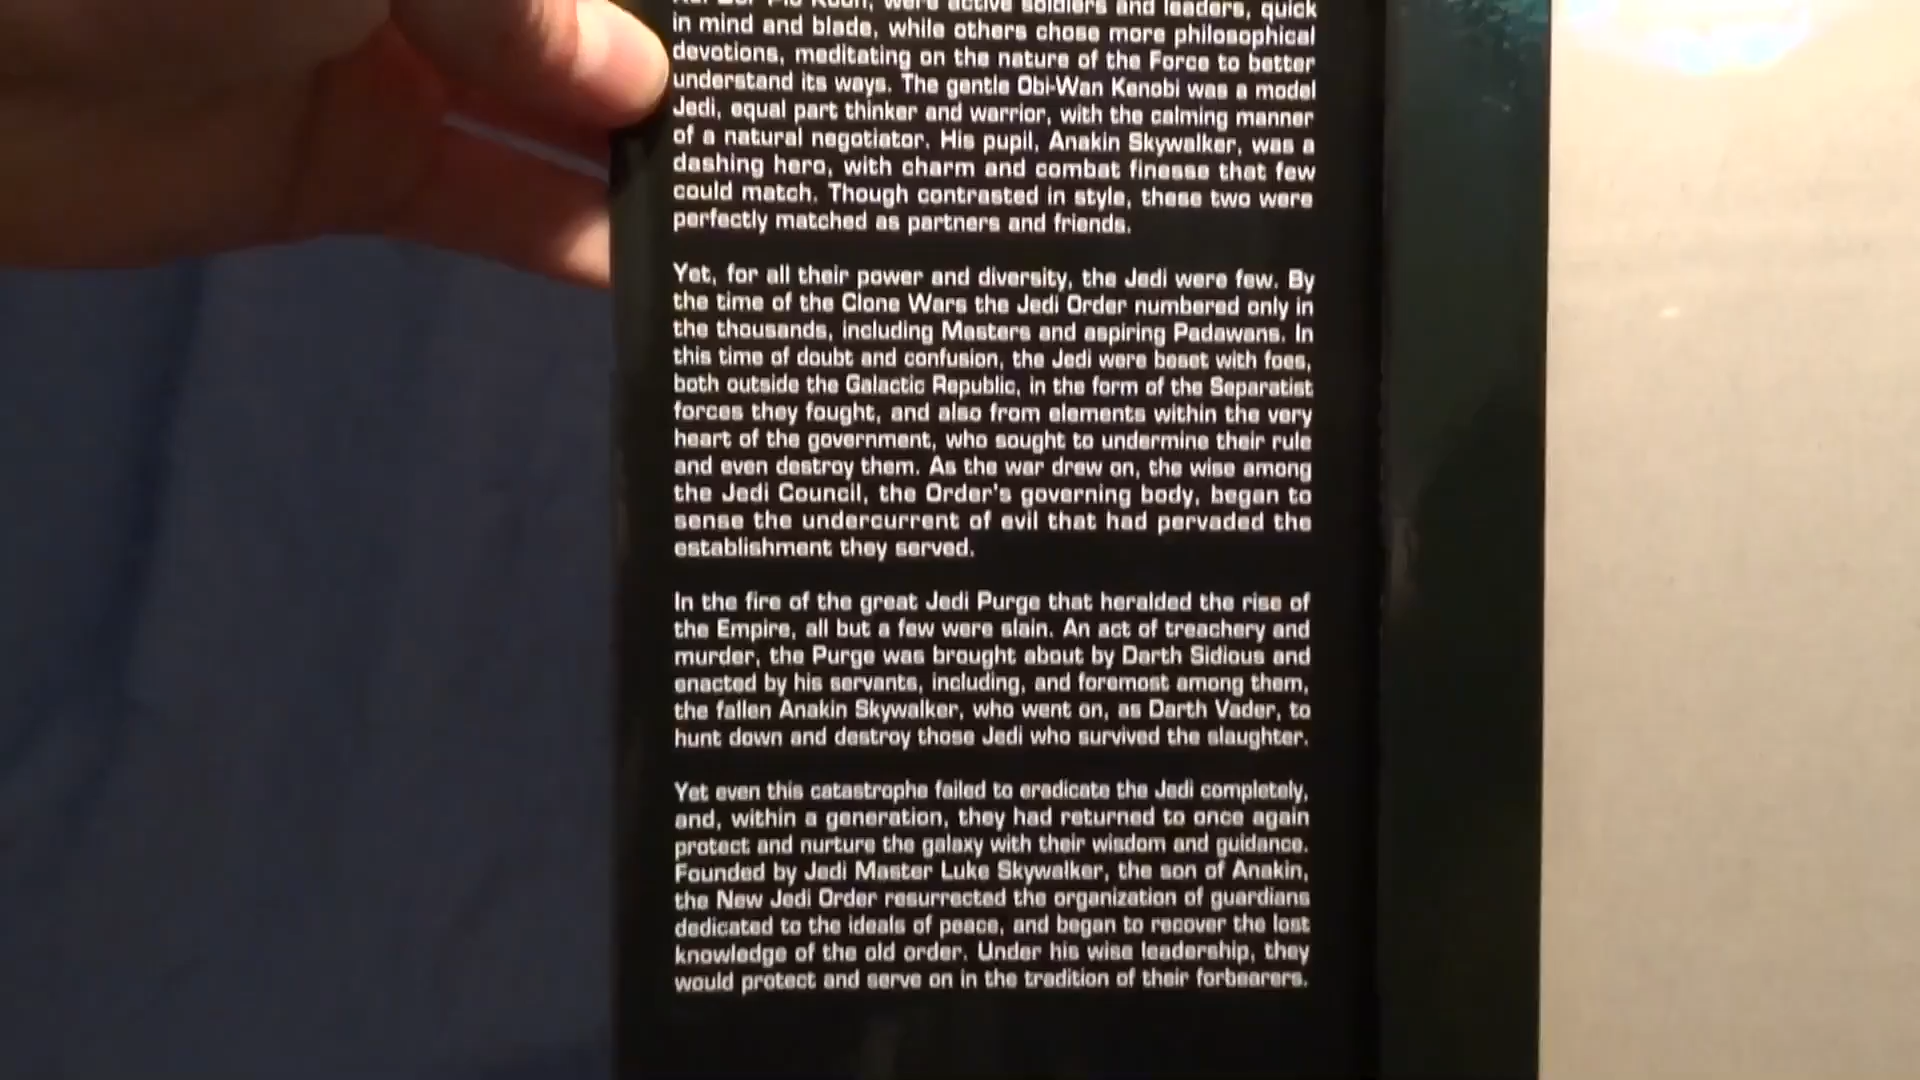 were active soldiers and leaders, quick
in mind and blade, while others chose more philosophical
devotions, meditating on the nature of the Force to better
understand its ways. The gentle Obi-Wan Kenobi was a model
Jedi, equal part thinker and warrior, with the calming manner
of a natural negotiator. His pupil, Anakin Skywalker, was a
dashing hero, with charm and combat finesse that few
could match. Though contrasted in style, these two were
perfectly matched as partners and friends.
Yet, for all their power and diversity, the Jedi were few. By
the time of the Clone Wars the Jedi Order numbered only in
the thousands, including Masters and aspiring Padawans. In
this time of doubt and confusion, the Jedi were beset with foes,
both outside the Galactic Republic, in the form of the Separatist
forces they fought, and also from elements within the very
heart of the government, who sought to undermine their rule
and even destroy them. As the war drew on, the wise among
the Jedi Council, the Order's governing body, began to
sense the undercurrent of evil that had pervaded the
establishment they served.
In the fire of the great Jedi Purge that heralded the rise of
the Empire, all but a few were slain. An act of treachery and
murder, the Purge was brought about by Darth Sidious and
enacted by his servants, including, and foremost among them,
the fallen Anakin Skywalker, who went on, as Darth Vader, to
hunt down and destroy those Jedi who survived the slaughter.
Yet even this catastrophe failed to eradicate the Jedi completely,
and, within a generation, they had returned to once again
protect and nurture the galaxy with their wisdom and guidance.
Founded by Jedi Master Luke Skywalker, the son of Anakin,
the New Jedi Order resurrected the organization of guardians
dedicated to the ideals of peace, and began to recover the lost
knowledge of the old order. Under his wise leadership, they
would protect and serve on in the tradition of their forbearers.